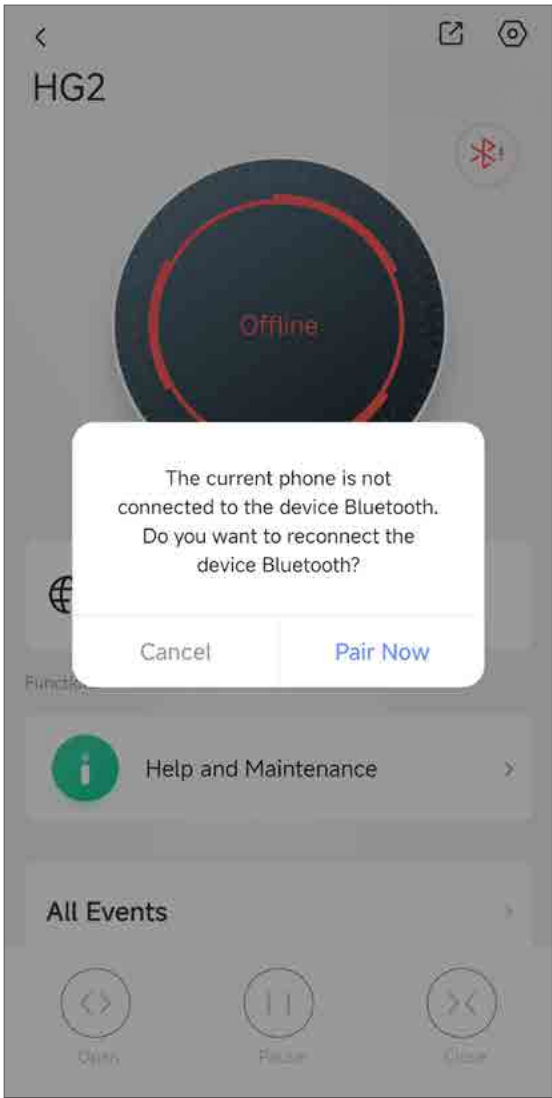 HG2
Offline
The current phone is not
connected to the device Bluetooth.
Do you want to reconnect the
device Bluetooth?
Cancel
Pair Now
Help and Maintenance
All Events
Open
Pause
Close